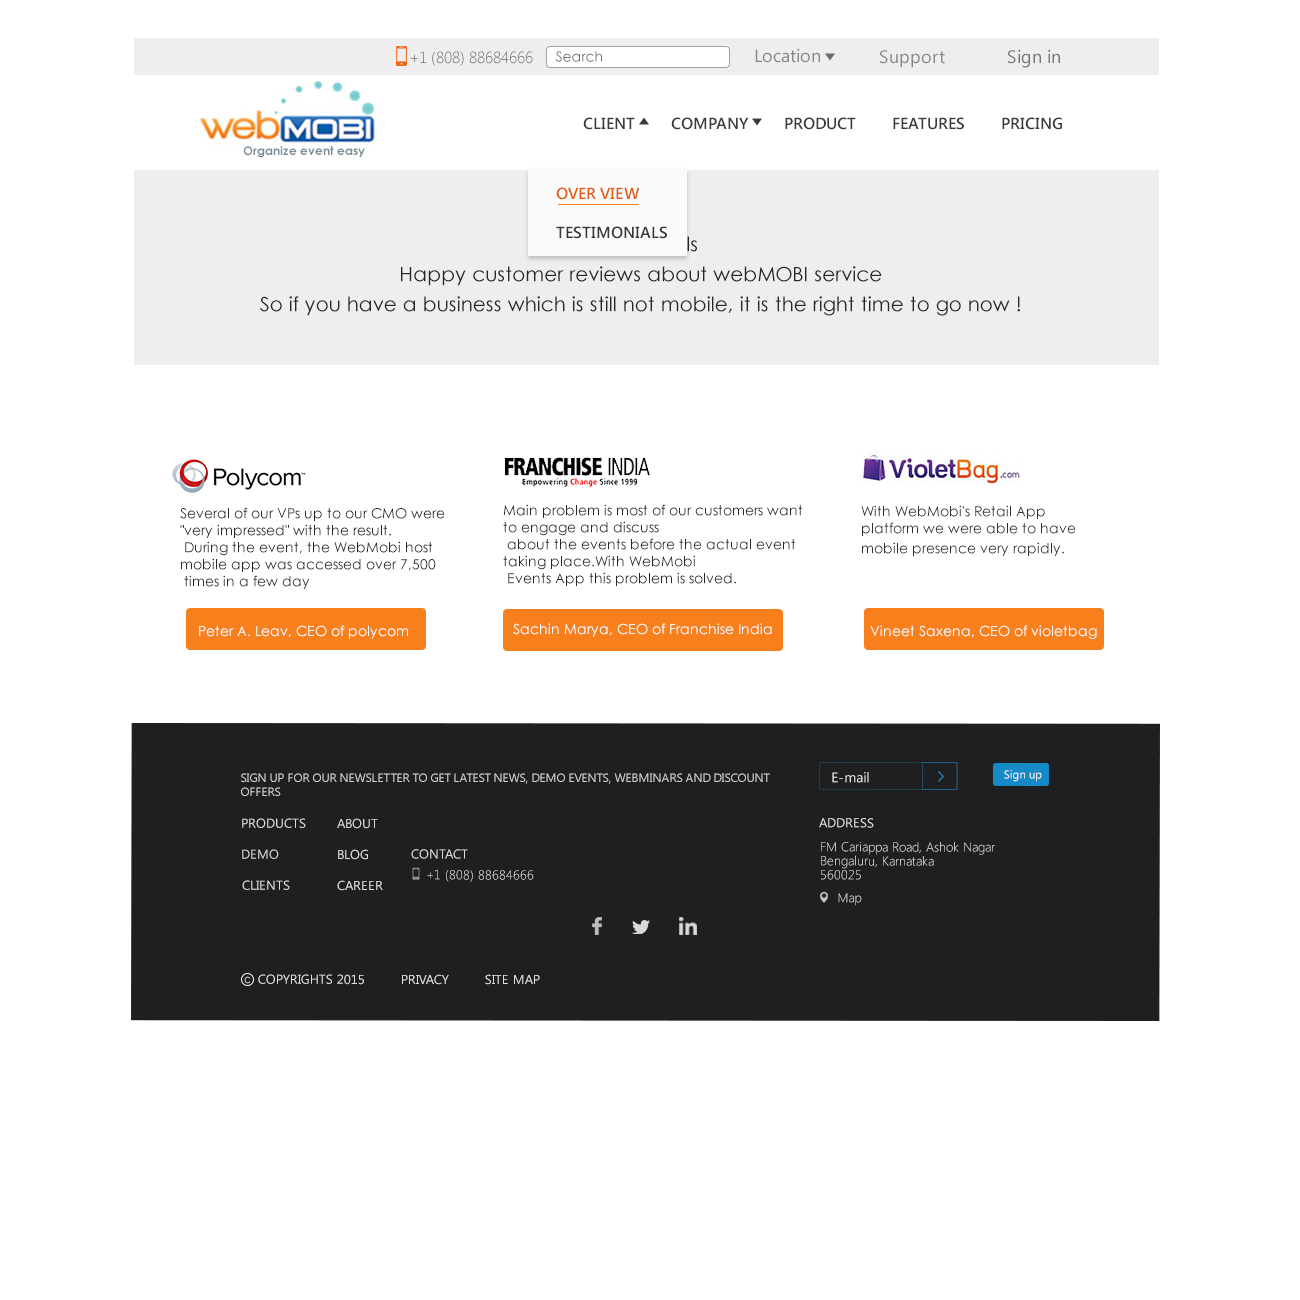 +1 (808) 88684666
Search
Location
Support
Sign in
webMOBI
Organize event easy
CLIENT
COMPANY
PRODUCT
FEATURES
PRICING
OVER VIEW
TESTIMONIALS
ls
Happy customer reviews about webMOBI service
So if you have a business which is still not mobile, it is the right time to go now !
Polycom™
Several of our VPs up to our CMO were
"very impressed" with the result.
During the event, the WebMobi host
mobile app was accessed over 7,500
times in a few day
Peter A. Leav, CEO of polycom
FRANCHISE INDIA
Empowering Change Since 1999
Main problem is most of our customers want
to engage and discuss
about the events before the actual event
taking place.With WebMobi
Events App this problem is solved.
Sachin Marya, CEO of Franchise India
VioletBag.com
With WebMobi's Retail App
platform we were able to have
mobile presence very rapidly.
Vineet Saxena, CEO of violetbag
SIGN UP FOR OUR NEWSLETTER TO GET LATEST NEWS, DEMO EVENTS, WEBMINARS AND DISCOUNT
OFFERS
E-mail
Sign up
PRODUCTS
ABOUT
DEMO
BLOG
CONTACT
+1 (808) 88684666
CLIENTS
CAREER
ADDRESS
FM Cariappa Road, Ashok Nagar
Bengaluru, Karnataka
560025
Map
© COPYRIGHTS 2015
PRIVACY
SITE MAP